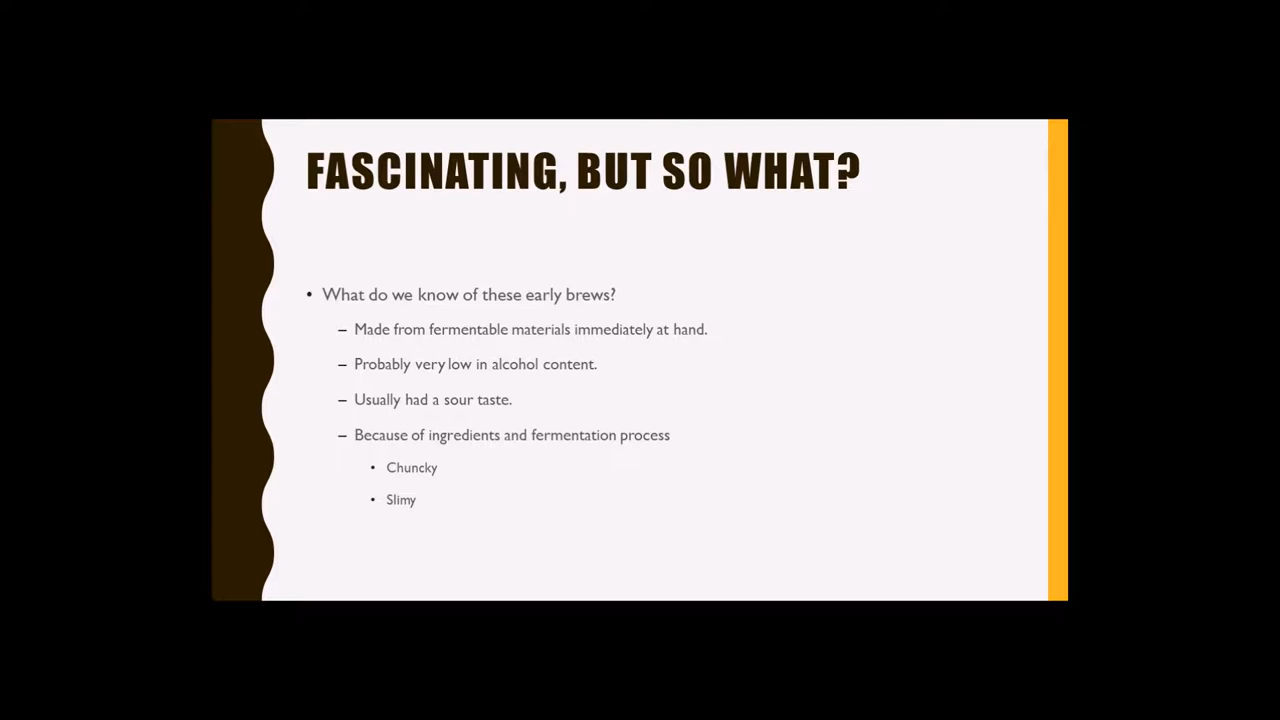 FASCINATING, BUT SO WHAT?
• What do we know of these early brews?
– Made from fermentable materials immediately at hand.
– Probably very low in alcohol content.
– Usually had a sour taste.
– Because of ingredients and fermentation process
• Chuncky
• Slimy